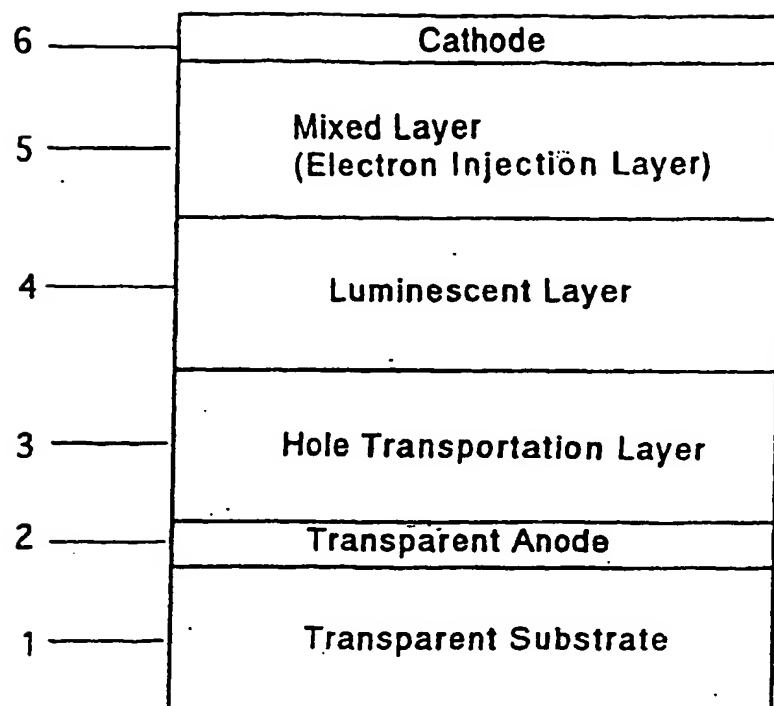 6 Cathode
5 Mixed Layer
(Electron Injection Layer)
4 Luminescent Layer
3 Hole Transportation Layer
2 Transparent Anode
1 Transparent Substrate